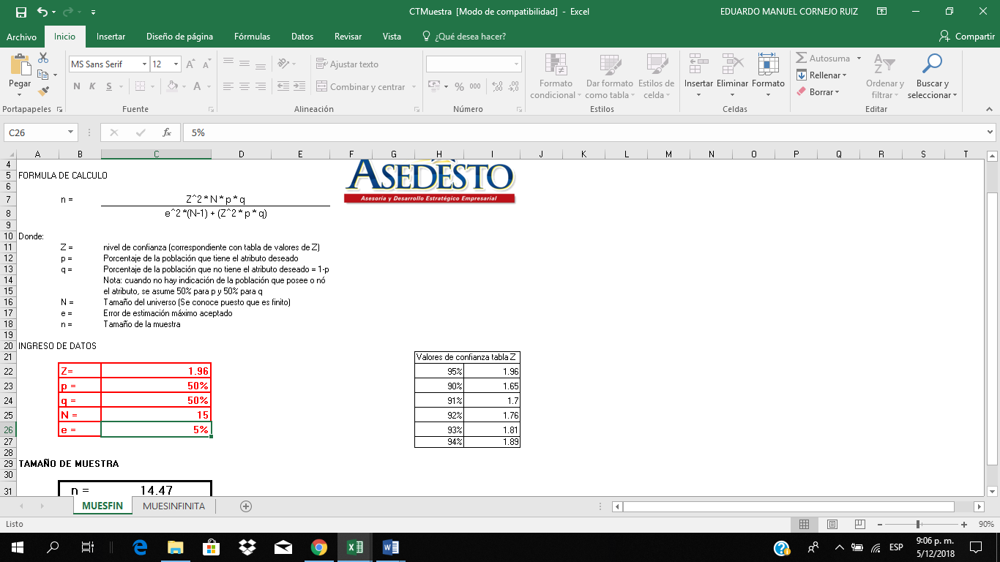 CTMuestra [Modo de compatibilidad] - Excel
EDUARDO MANUEL CORNEJO RUIZ
Archivo Inicio Insertar Diseño de página Fórmulas Datos Revisar Vista ¿Qué desea hacer? Compartir
Pegar
MS Sans Serif 12
N K S
Ajustar texto
Combinar y centrar
% 000
Formato condicional
Dar formato como tabla
Estilos de celda
Insertar Eliminar Formato
Autosuma
Rellenar
Borrar
Ordenar y filtrar
Buscar y seleccionar
Portapapeles Fuente Alineación Número Estilos Celdas Editar
C26 fx 5%
A B C D E F G H I J K L M N O P Q R S T
4
5 FORMULA DE CALCULO
ASEDESTO
Asesoría y Desarrollo Estratégico Empresarial
6
7 n = Z^2 * N * p * q
8 e^2 *(N-1) + (Z^2 * p * q)
9
10 Donde:
11 Z = nivel de confianza (correspondiente con tabla de valores de Z)
12 p = Porcentaje de la población que tiene el atributo deseado
13 q = Porcentaje de la población que no tiene el atributo deseado = 1-p
14 Nota: cuando no hay indicación de la población que posee o nó
15 el atributo, se asume 50% para p y 50% para q
16 N = Tamaño del universo (Se conoce puesto que es finito)
17 e = Error de estimación máximo aceptado
18 n = Tamaño de la muestra
19
20 INGRESO DE DATOS
21 Valores de confianza tabla Z
22 Z= 1.96 95% 1.96
23 p = 50% 90% 1.65
24 q = 50% 91% 1.7
25 N = 15 92% 1.76
26 e = 5% 93% 1.81
27 94% 1.89
28
29 TAMAÑO DE MUESTRA
30
31 n = 14.47
MUESFIN MUESINFINITA
Listo
90%
ESP
9:06 p. m.
5/12/2018